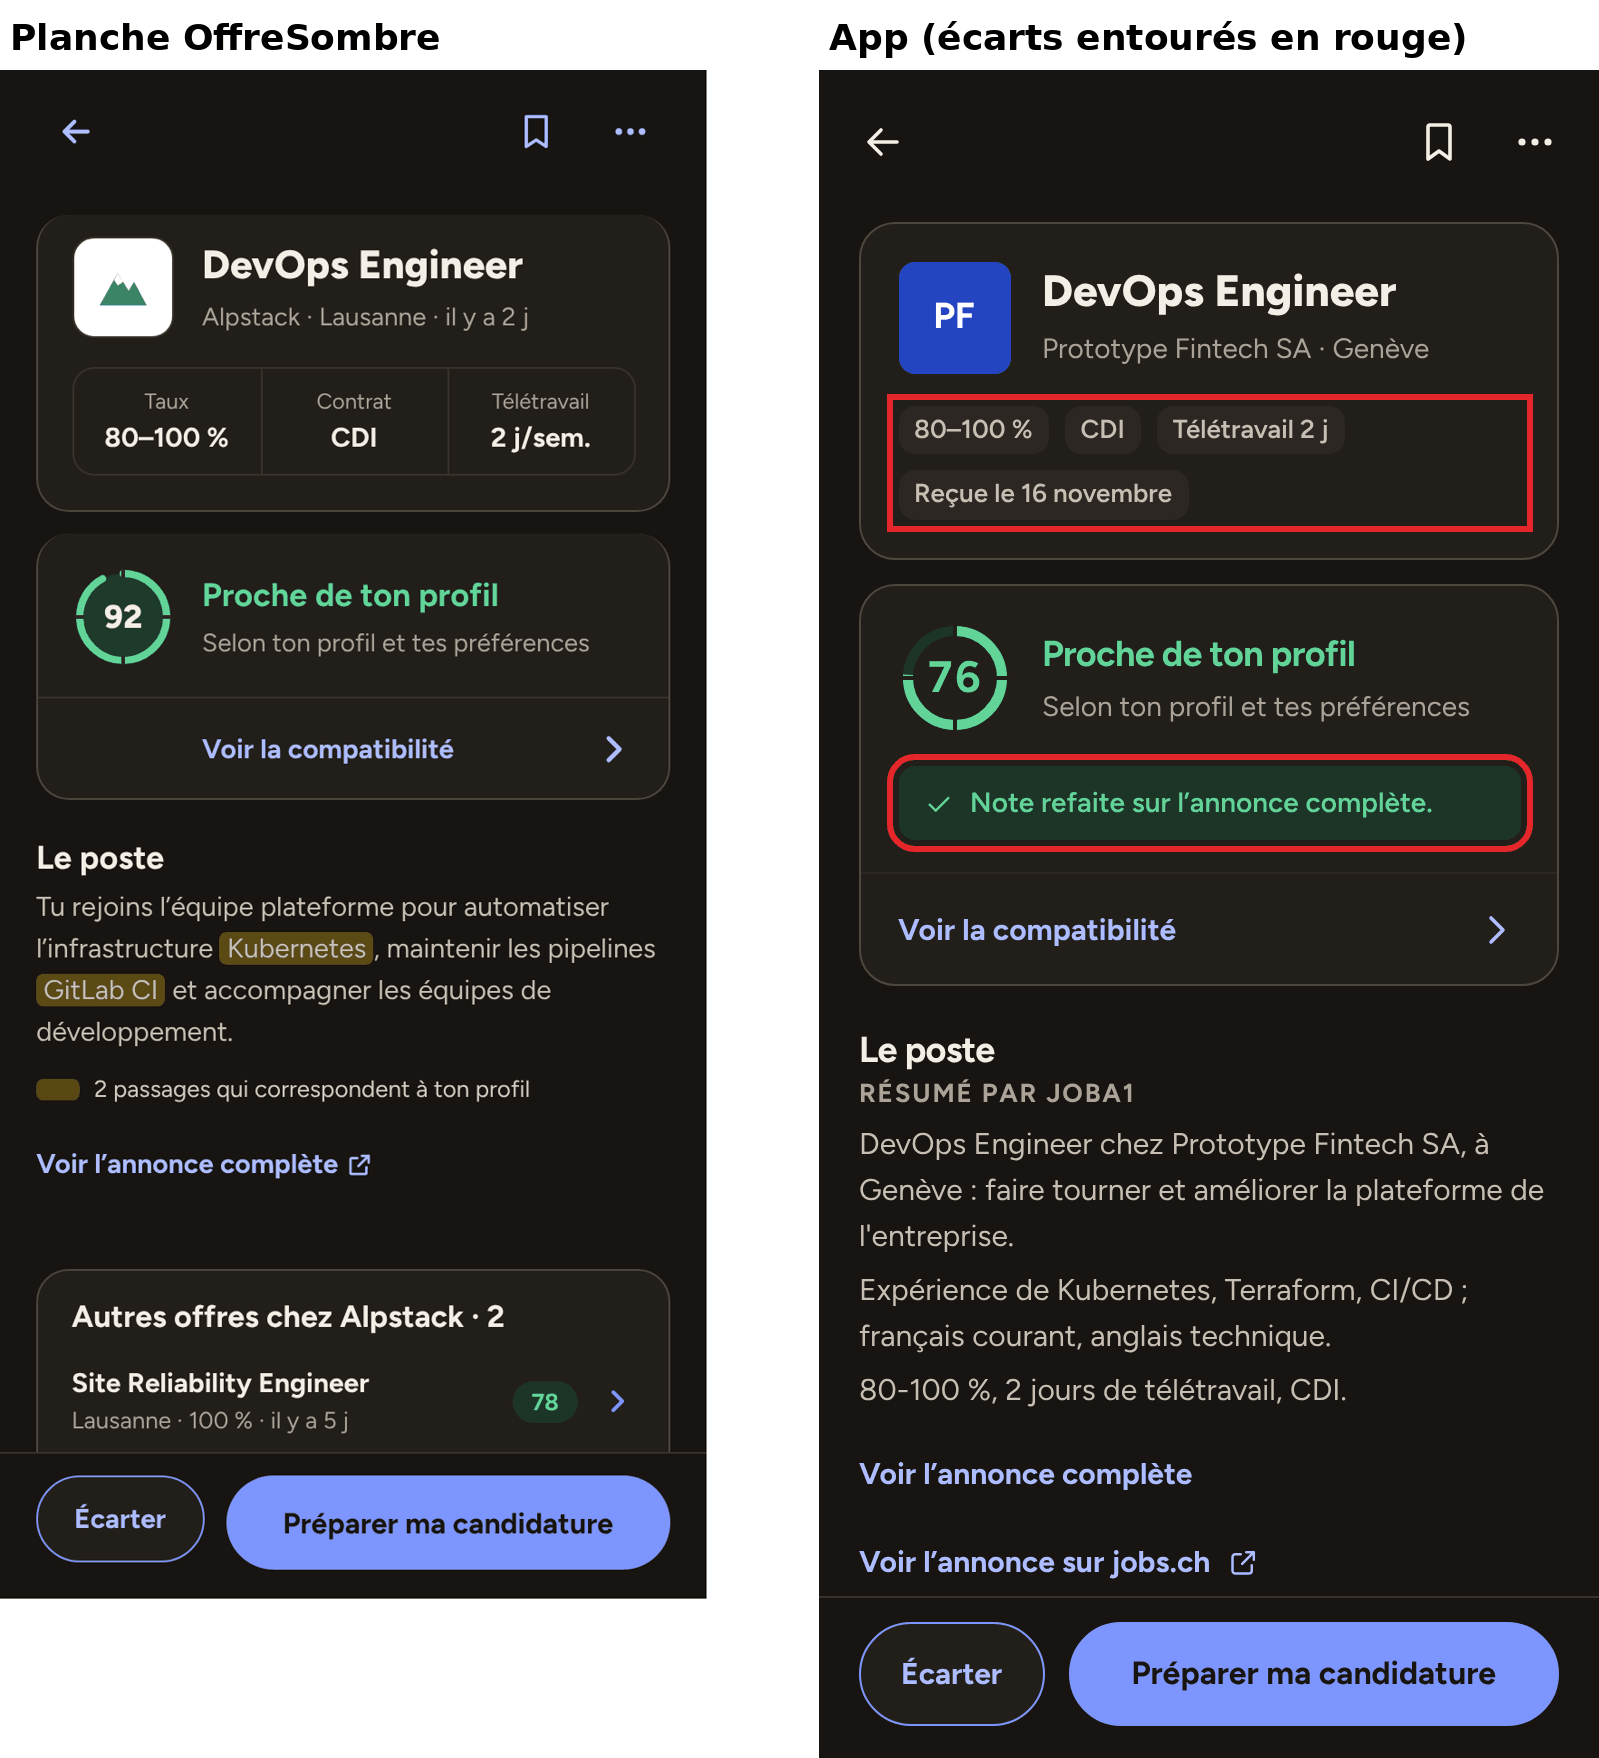 Planche OffreSombre
DevOps Engineer
Alpstack · Lausanne · il y a 2 j
Taux
80–100 %
Contrat
CDI
Télétravail
2 j/sem.
92
Proche de ton profil
Selon ton profil et tes préférences
Voir la compatibilité
Le poste
Tu rejoins l’équipe plateforme pour automatiser
l’infrastructure Kubernetes, maintenir les pipelines
GitLab CI et accompagner les équipes de
développement.
2 passages qui correspondent à ton profil
Voir l’annonce complète
Autres offres chez Alpstack · 2
Site Reliability Engineer
Lausanne · 100 % · il y a 5 j
78
Écarter
Préparer ma candidature
App (écarts entourés en rouge)
PF
DevOps Engineer
Prototype Fintech SA · Genève
80–100 %
CDI
Télétravail 2 j
Reçue le 16 novembre
76
Proche de ton profil
Selon ton profil et tes préférences
Note refaite sur l’annonce complète.
Voir la compatibilité
Le poste
RÉSUMÉ PAR JOBA1
DevOps Engineer chez Prototype Fintech SA, à
Genève : faire tourner et améliorer la plateforme de
l'entreprise.
Expérience de Kubernetes, Terraform, CI/CD ;
français courant, anglais technique.
80-100 %, 2 jours de télétravail, CDI.
Voir l’annonce complète
Voir l’annonce sur jobs.ch
Écarter
Préparer ma candidature